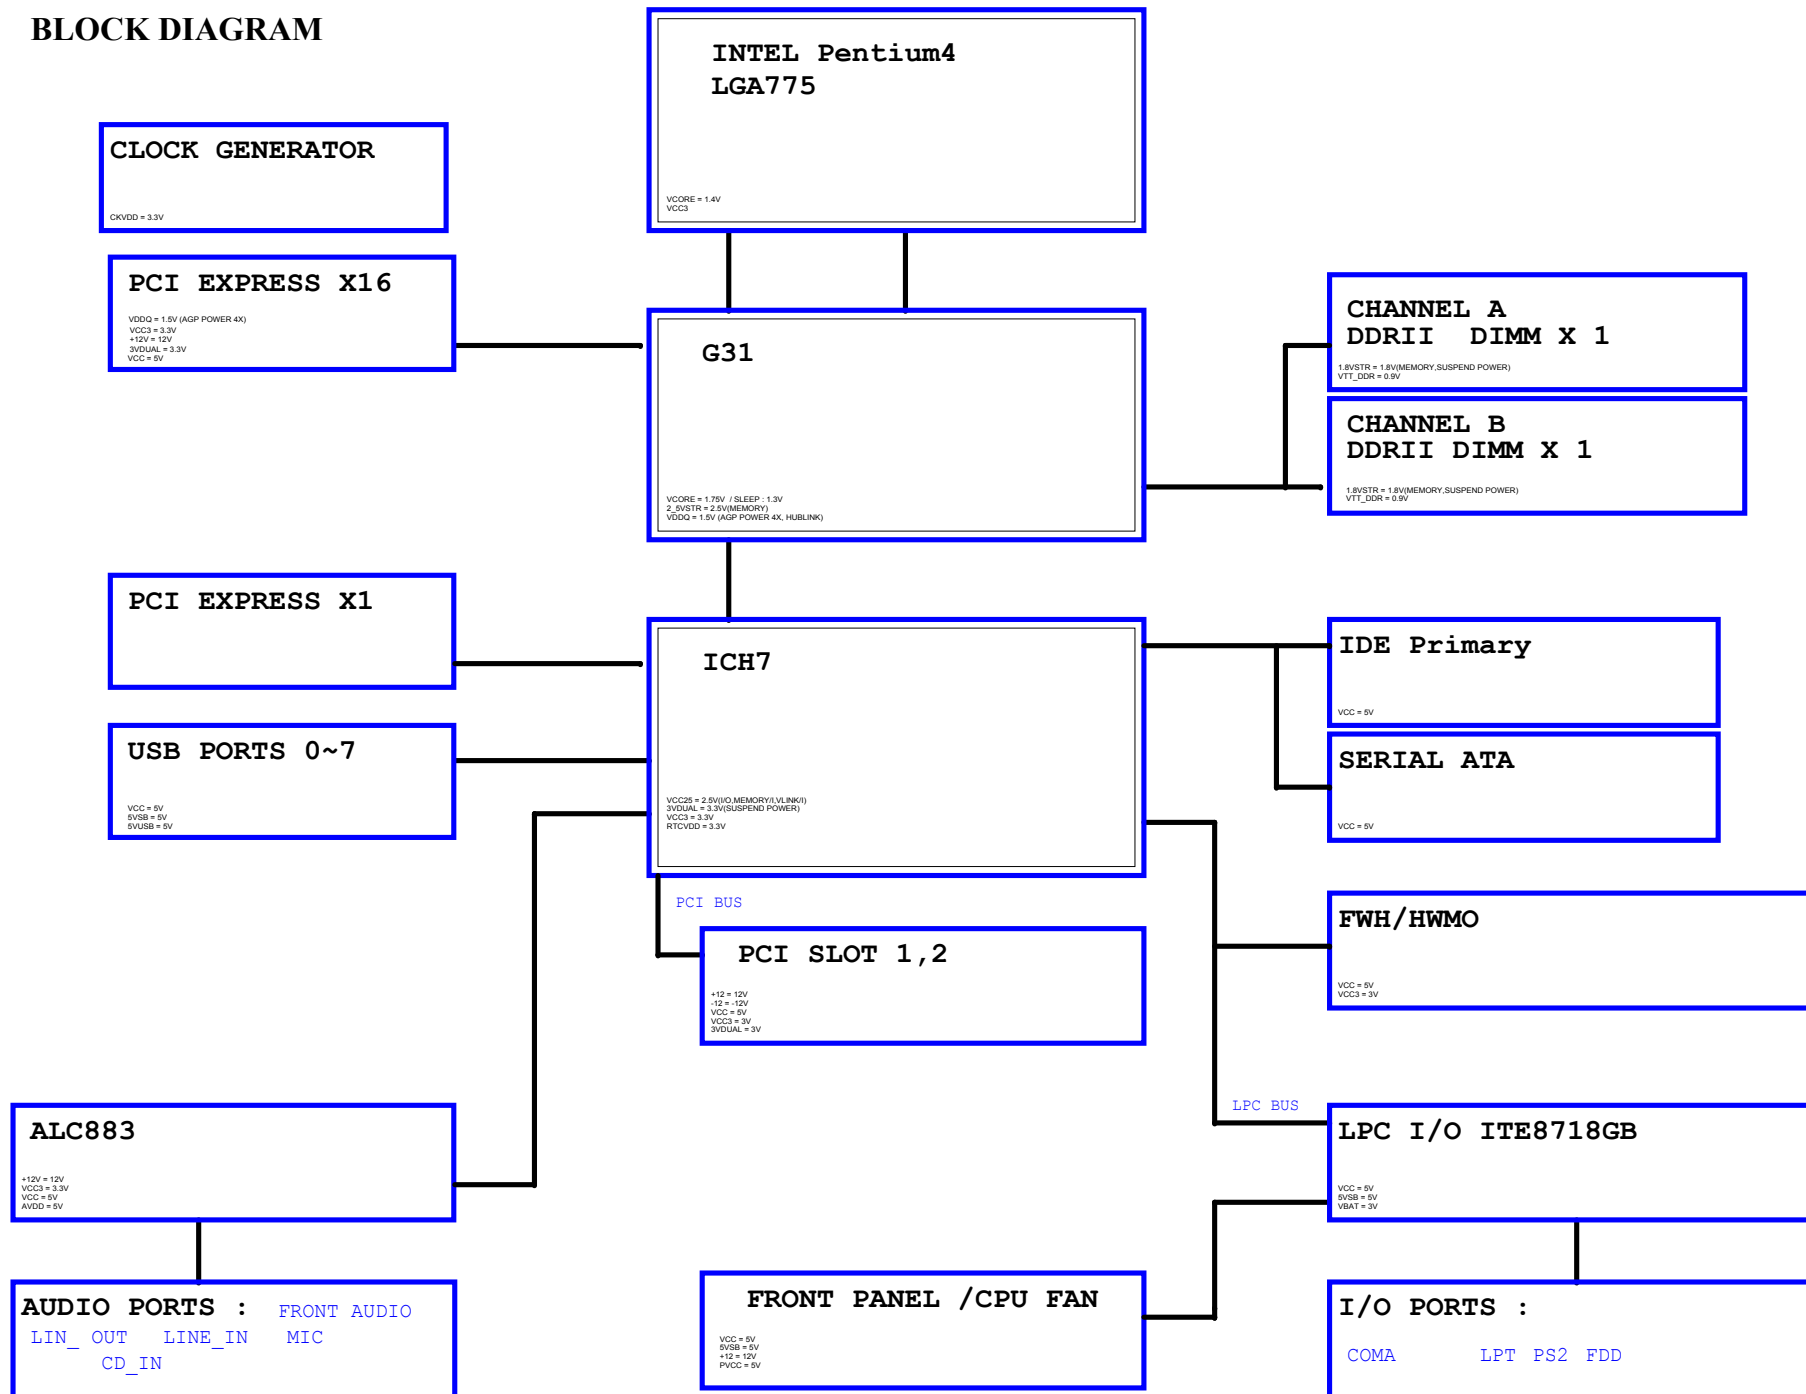 BLOCK DIAGRAM
INTEL Pentium4
LGA775
VCORE = 1.4V
VCC3
CLOCK GENERATOR
CKVDD = 3.3V
PCI EXPRESS X16
VDDQ = 1.5V (AGP POWER 4X)
VCC3 = 3.3V
+12V = 12V
3VDUAL = 3.3V
VCC = 5V
G31
VCORE = 1.75V / SLEEP : 1.3V
2_5VSTR = 2.5V(MEMORY)
VDDQ = 1.5V (AGP POWER 4X, HUBLINK)
CHANNEL A
DDRII DIMM X 1
1.8VSTR = 1.8V(MEMORY,SUSPEND POWER)
VTT_DDR = 0.9V
CHANNEL B
DDRII DIMM X 1
1.8VSTR = 1.8V(MEMORY,SUSPEND POWER)
VTT_DDR = 0.9V
PCI EXPRESS X1
ICH7
VCC25 = 2.5V(I/O,MEMORY/I,VLINK/I)
3VDUAL = 3.3V(SUSPEND POWER)
VCC3 = 3.3V
RTCVDD = 3.3V
IDE Primary
VCC = 5V
USB PORTS 0~7
VCC = 5V
5VSB = 5V
5VUSB = 5V
SERIAL ATA
VCC = 5V
PCI BUS
PCI SLOT 1,2
+12 = 12V
-12 = -12V
VCC = 5V
VCC3 = 3V
3VDUAL = 3V
FWH/HWMO
VCC = 5V
VCC3 = 3V
LPC BUS
ALC883
+12V = 12V
VCC3 = 3.3V
VCC = 5V
AVDD = 5V
LPC I/O ITE8718GB
VCC = 5V
5VSB = 5V
VBAT = 3V
AUDIO PORTS : FRONT AUDIO
LIN_ OUT LINE_IN MIC
CD_IN
FRONT PANEL /CPU FAN
VCC = 5V
5VSB = 5V
+12 = 12V
PVCC = 5V
I/O PORTS :
COMA LPT PS2 FDD